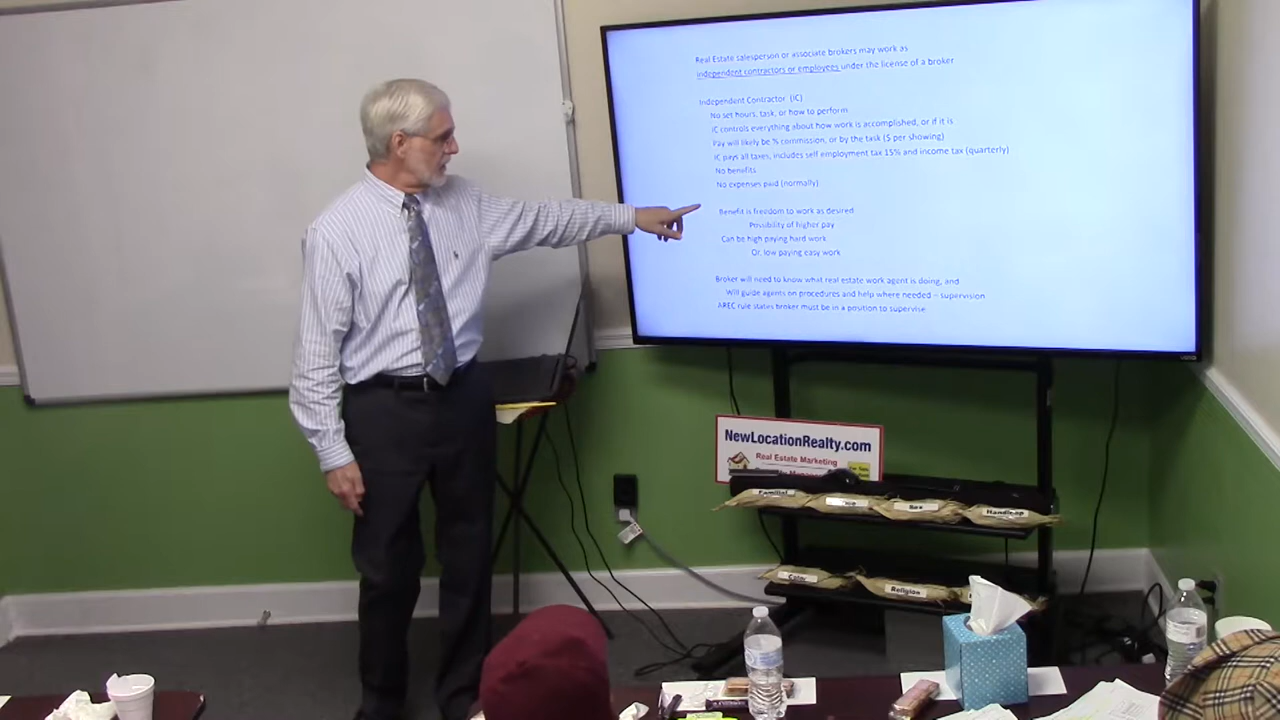 Real Estate salesperson or associate brokers may work as
independent contractors or employees under the license of a broker
Independent Contractor (IC)
No set hours, task, or how to perform
IC controls everything about how work is accomplished, or if it is
Pay will likely be % commission, or by the task ($ per showing)
IC pays all taxes, includes self employment tax 15% and income tax (quarterly)
No benefits
No expenses paid (normally)
Benefit is freedom to work as desired
Possibility of higher pay
Can be high paying hard work
Or, low paying easy work
Broker will need to know what real estate work agent is doing, and
Will guide agents on procedures and help where needed – supervision
AREC rule states broker must be in a position to supervise
VIZIO
NewLocationRealty.com
Real Estate Marketing
Familial
Sex
Handicap
Color
Religion